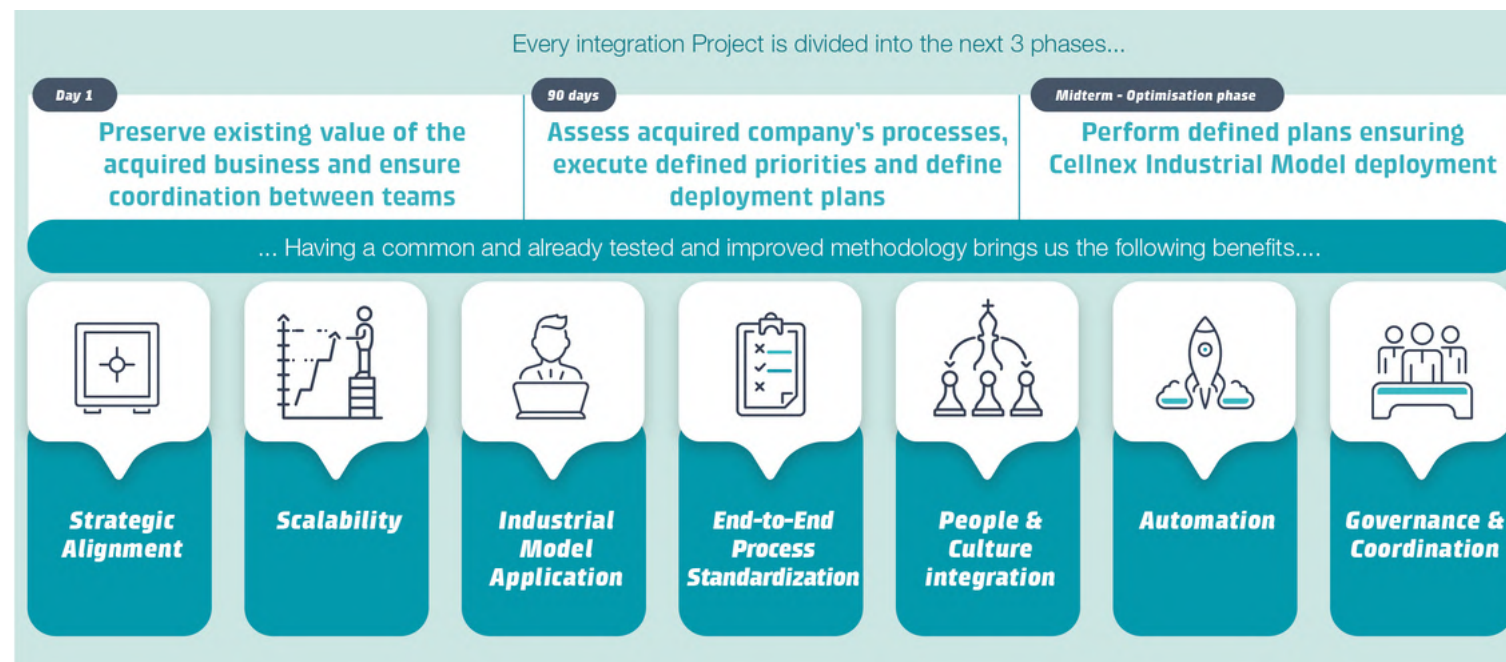 Every integration Project is divided into the next 3 phases...
Day 1
Preserve existing value of the
acquired business and ensure
coordination between teams
90 days
Assess acquired company's processes,
execute defined priorities and define
deployment plans
Midterm - Optimisation phase
Perform defined plans ensuring
Cellnex Industrial Model deployment
... Having a common and already tested and improved methodology brings us the following benefits....
Strategic
Alignment
Scalability
Industrial
Model
Application
End-to-End
Process
Standardization
People &
Culture
integration
Automation
Governance &
Coordination